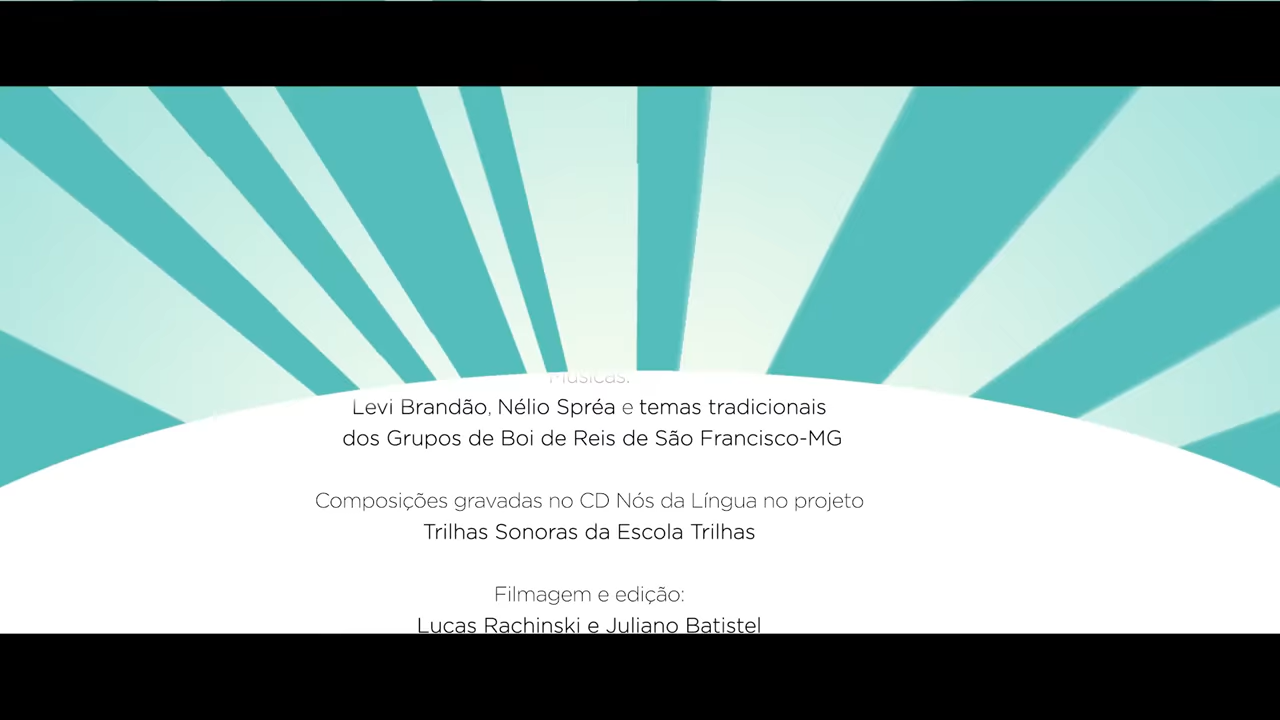 Músicas:
Levi Brandão, Nélio Spréa e temas tradicionais
dos Grupos de Boi de Reis de São Francisco-MG
Composições gravadas no CD Nós da Língua no projeto
Trilhas Sonoras da Escola Trilhas
Filmagem e edição:
Lucas Rachinski e Juliano Batistel